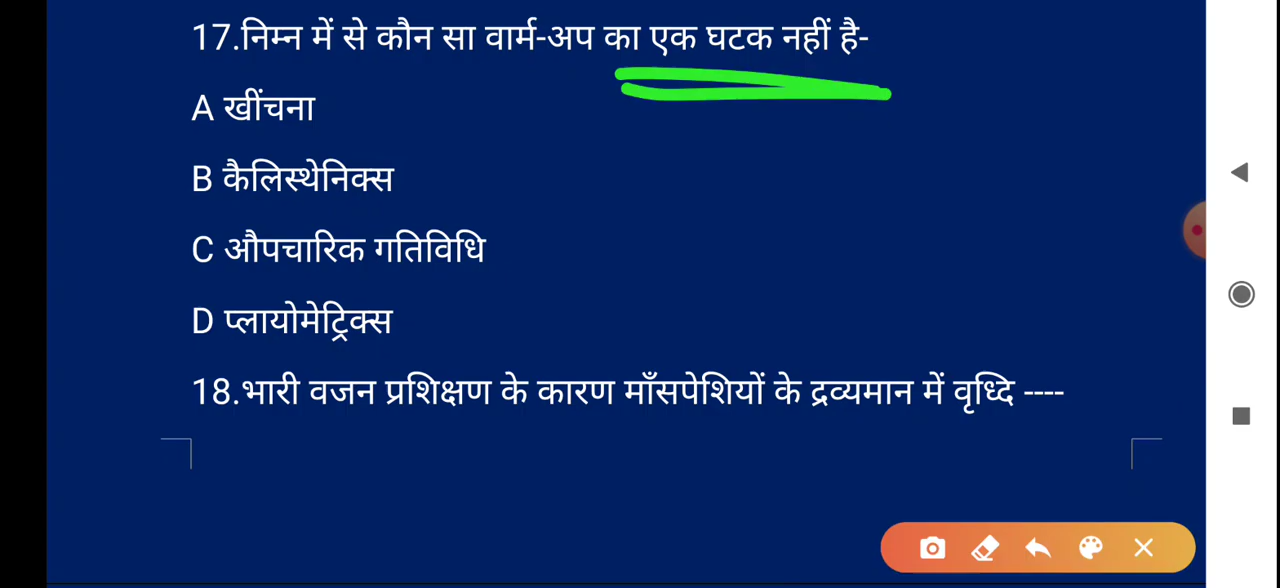 17.निम्न में से कौन सा वार्म-अप का एक घटक नहीं है-
A खींचना
B कैलिस्थेनिक्स
C औपचारिक गतिविधि
D प्लायोमेट्रिक्स
18.भारी वजन प्रशिक्षण के कारण माँसपेशियों के द्रव्यमान में वृध्दि ----